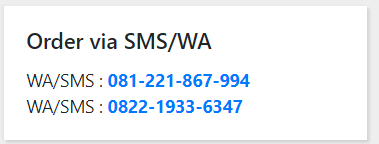 Order via SMS/WA
WA/SMS : 081-221-867-994
WA/SMS : 0822-1933-6347